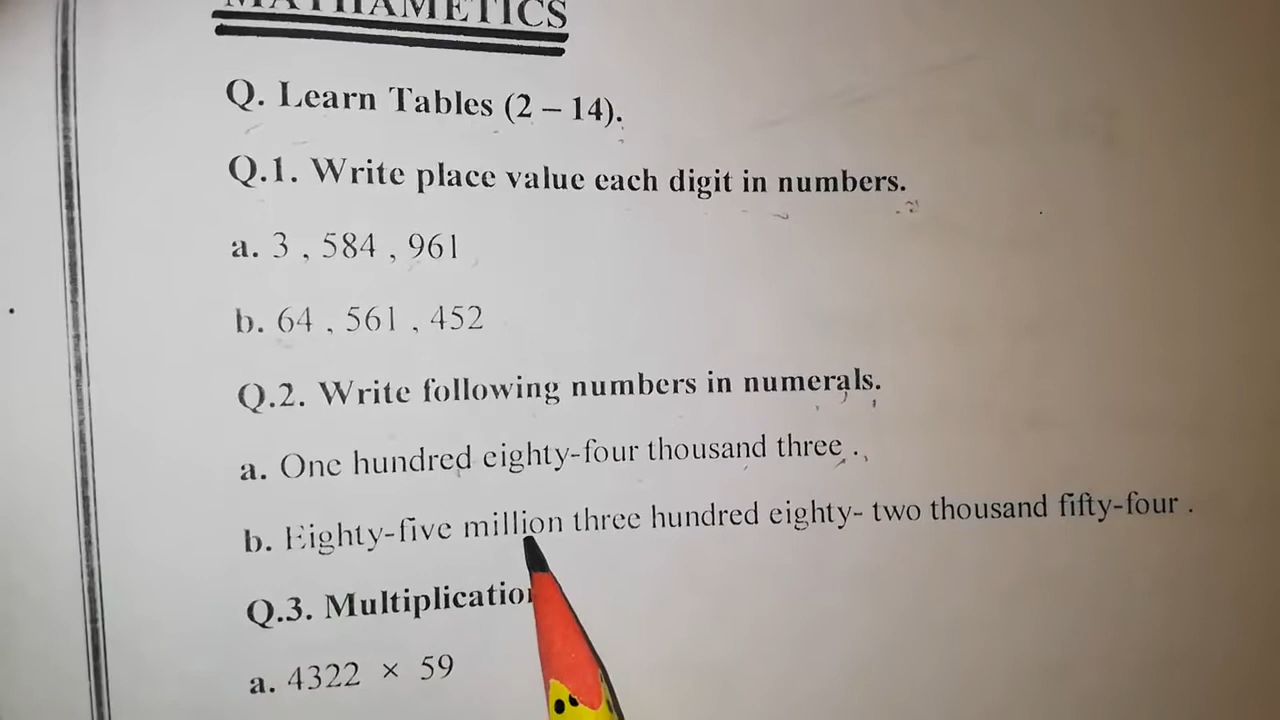 MATHAMETICS
Q. Learn Tables (2 – 14).
Q.1. Write place value each digit in numbers.
a. 3 , 584 , 961
b. 64 , 561 , 452
Q.2. Write following numbers in numerals.
a. One hundred eighty-four thousand three .
b. Eighty-five million three hundred eighty- two thousand fifty-four .
Q.3. Multiplication
a. 4322 × 59